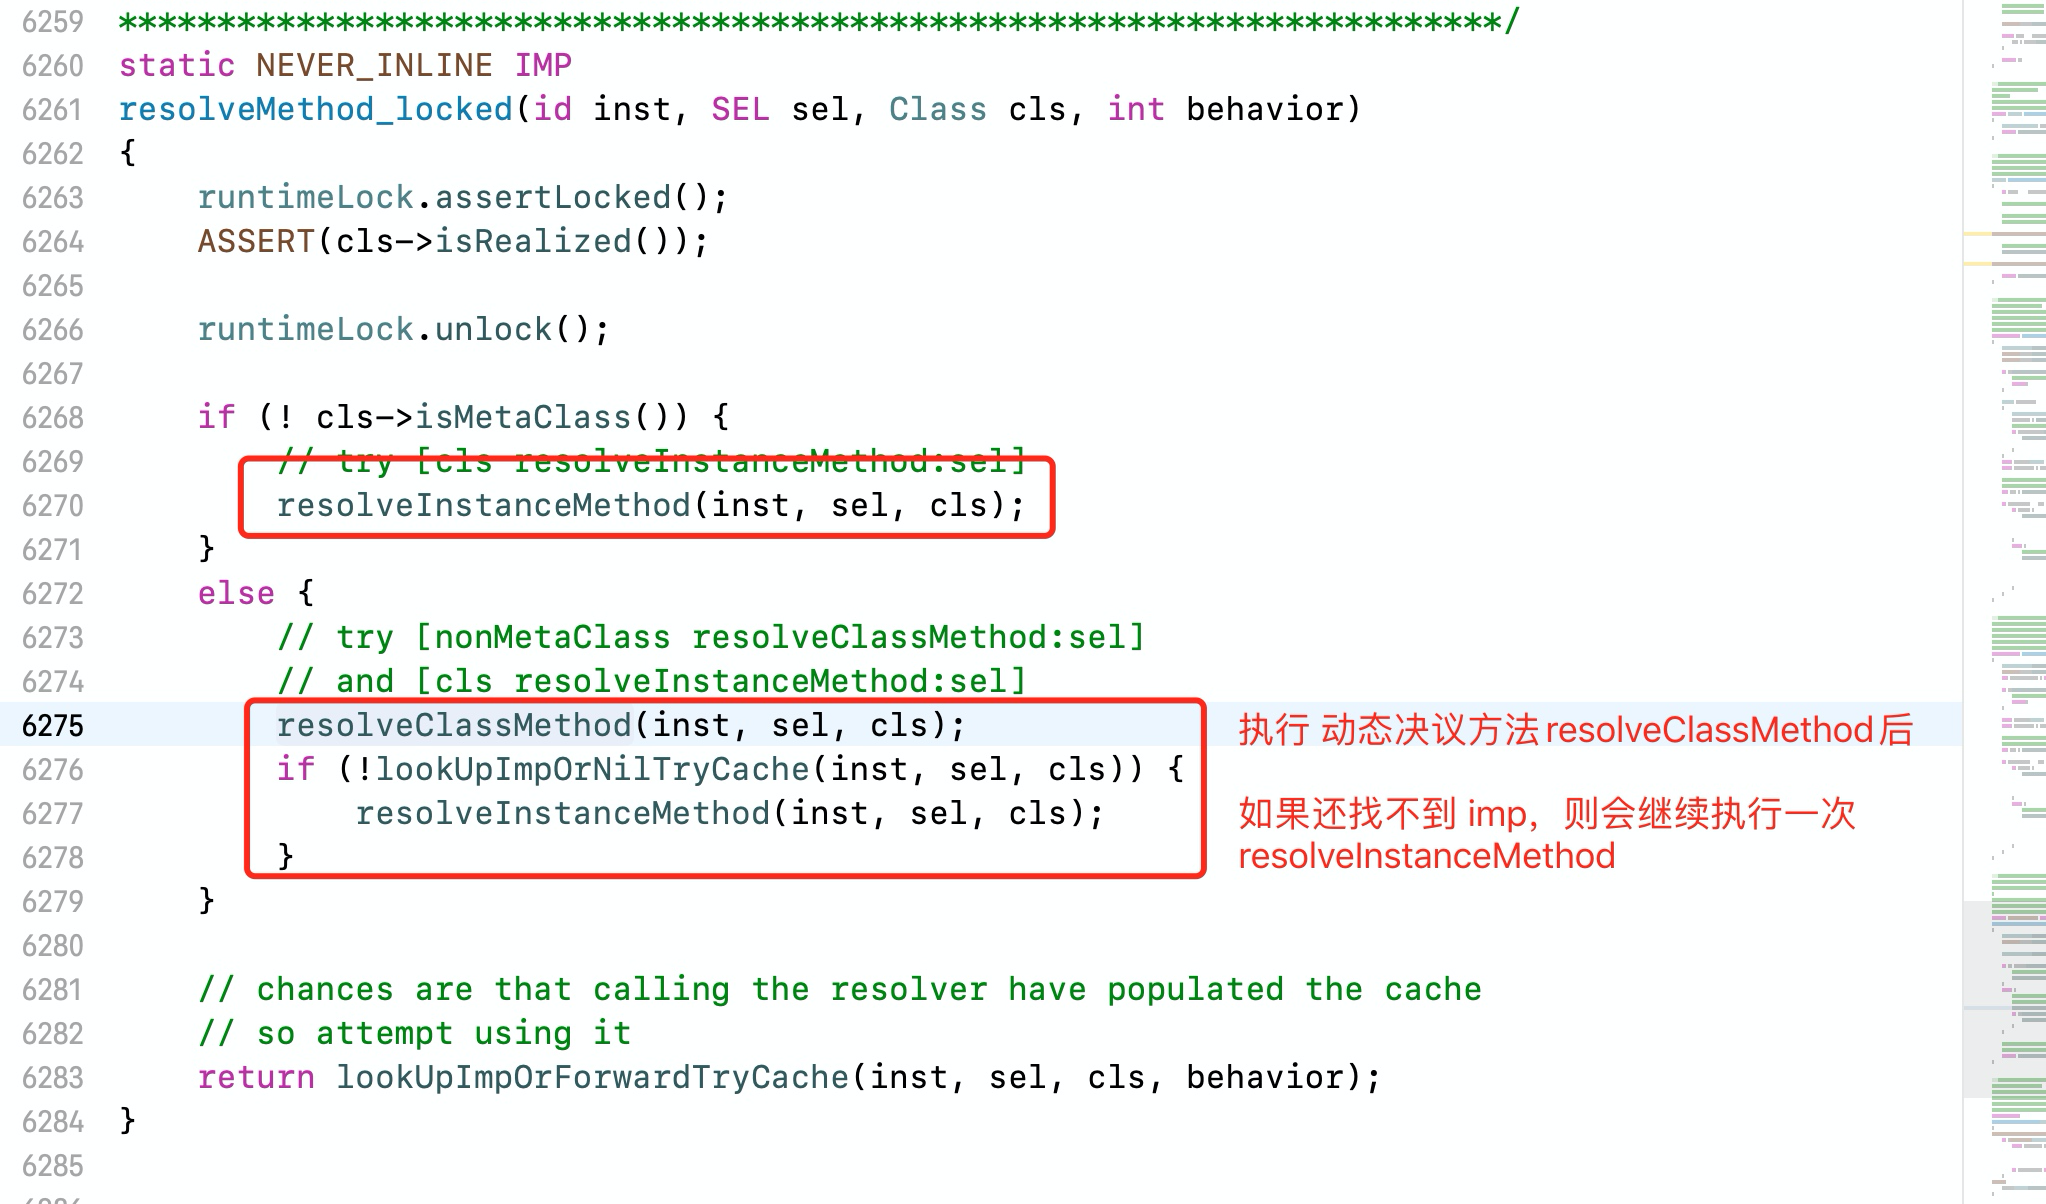 6259 ***********************************************************************/
6260 static NEVER_INLINE IMP
6261 resolveMethod_locked(id inst, SEL sel, Class cls, int behavior)
6262 {
6263     runtimeLock.assertLocked();
6264     ASSERT(cls->isRealized());
6265
6266     runtimeLock.unlock();
6267
6268     if (! cls->isMetaClass()) {
6269         // try [cls resolveInstanceMethod:sel]
6270         resolveInstanceMethod(inst, sel, cls);
6271     }
6272     else {
6273         // try [nonMetaClass resolveClassMethod:sel]
6274         // and [cls resolveInstanceMethod:sel]
6275         resolveClassMethod(inst, sel, cls); 执行 动态决议方法resolveClassMethod后
6276         if (!lookUpImpOrNilTryCache(inst, sel, cls)) {
6277             resolveInstanceMethod(inst, sel, cls); 如果还找不到 imp，则会继续执行一次
6278         } resolveInstanceMethod
6279     }
6280
6281     // chances are that calling the resolver have populated the cache
6282     // so attempt using it
6283     return lookUpImpOrForwardTryCache(inst, sel, cls, behavior);
6284 }
6285